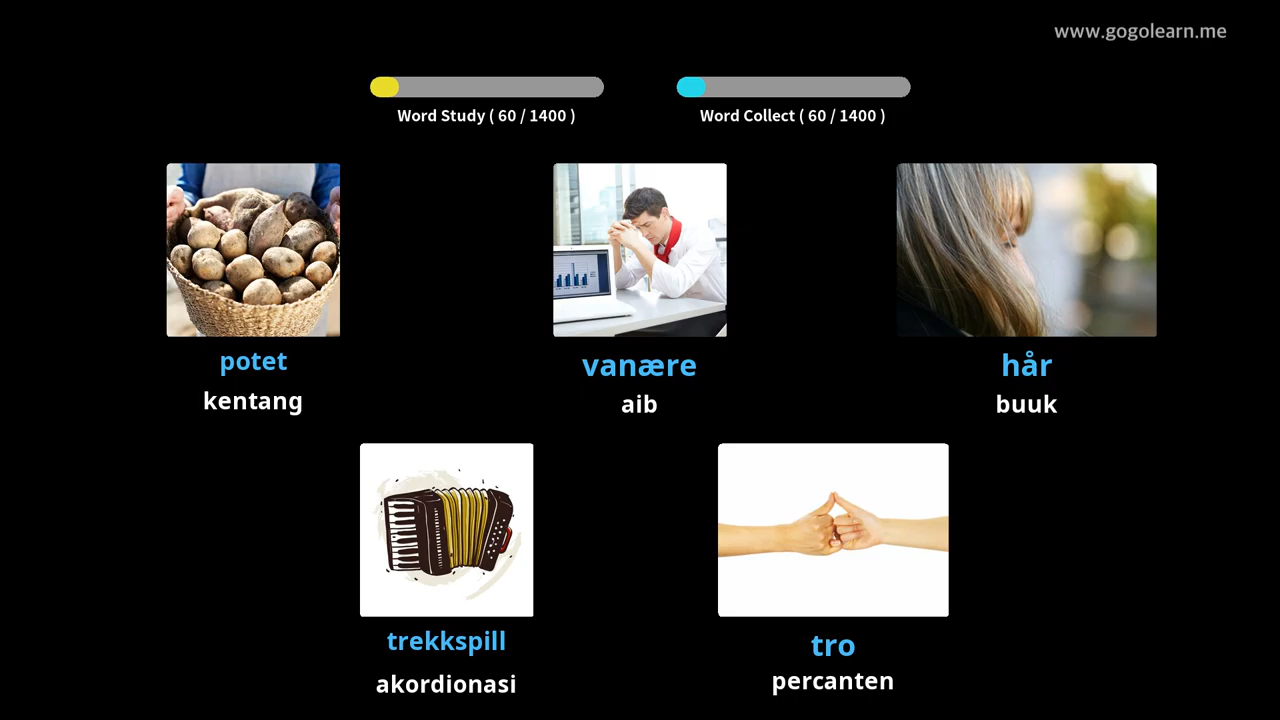 www.gogolearn.me
Word Study ( 60 / 1400 )
Word Collect ( 60 / 1400 )
potet
kentang
vanære
aib
hår
buuk
trekkspill
akordionasi
tro
percanten